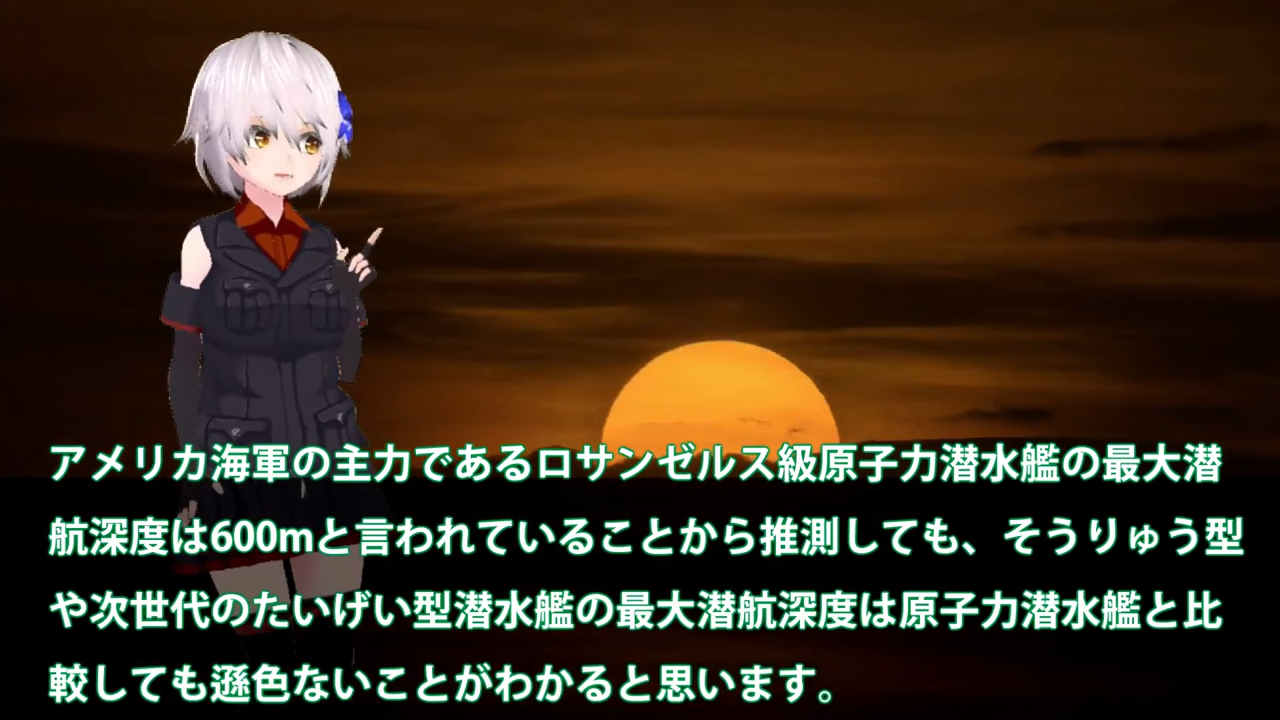 アメリカ海軍の主力であるロサンゼルス級原子力潜水艦の最大潜
航深度は600mと言われていることから推測しても、そうりゅう型
や次世代のたいげい型潜水艦の最大潜航深度は原子力潜水艦と比
較しても遜色ないことがわかると思います。